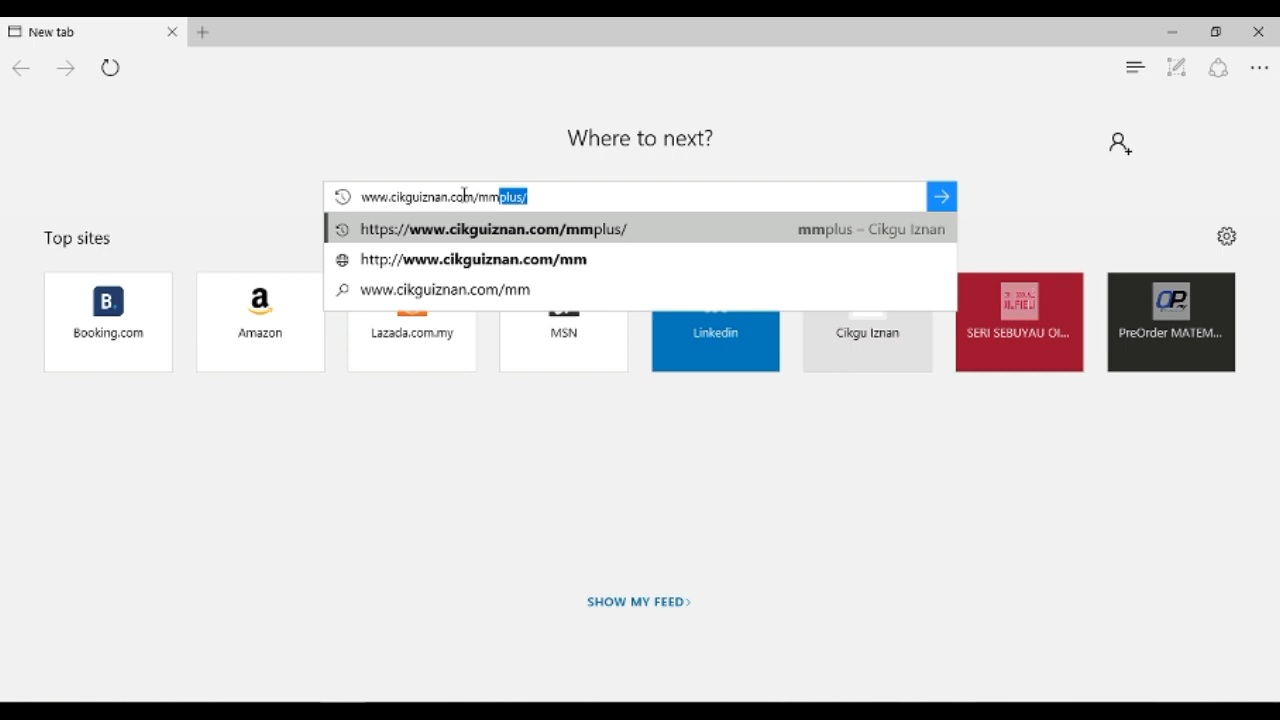 New tab
Where to next?
www.cikguiznan.com/mmplus/
https://www.cikguiznan.com/mmplus/ mmplus – Cikgu Iznan
http://www.cikguiznan.com/mm
www.cikguiznan.com/mm
Top sites
B.
a
Booking.com
Amazon
Lazada.com.my
MSN
Linkedin
Cikgu Iznan
SERI SEBUYAU OI...
PreOrder MATEM...
SHOW MY FEED